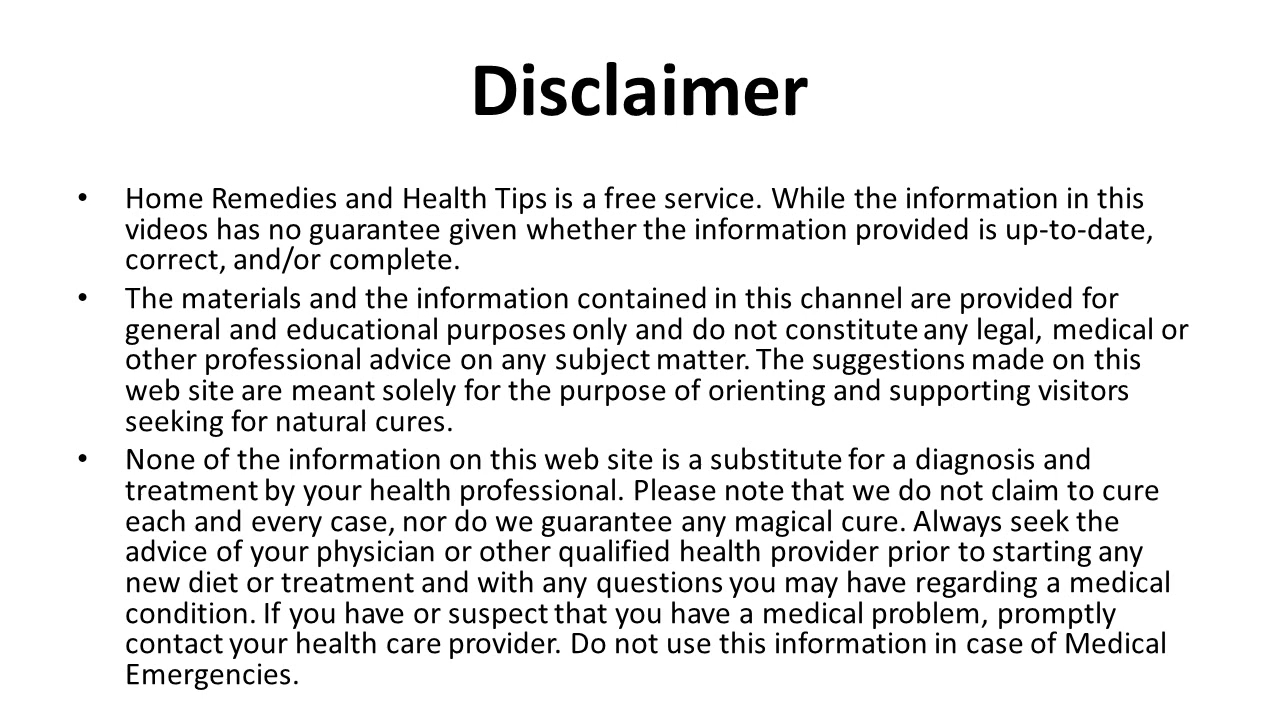 Disclaimer
• Home Remedies and Health Tips is a free service. While the information in this
videos has no guarantee given whether the information provided is up-to-date,
correct, and/or complete.
• The materials and the information contained in this channel are provided for
general and educational purposes only and do not constitute any legal, medical or
other professional advice on any subject matter. The suggestions made on this
web site are meant solely for the purpose of orienting and supporting visitors
seeking for natural cures.
• None of the information on this web site is a substitute for a diagnosis and
treatment by your health professional. Please note that we do not claim to cure
each and every case, nor do we guarantee any magical cure. Always seek the
advice of your physician or other qualified health provider prior to starting any
new diet or treatment and with any questions you may have regarding a medical
condition. If you have or suspect that you have a medical problem, promptly
contact your health care provider. Do not use this information in case of Medical
Emergencies.